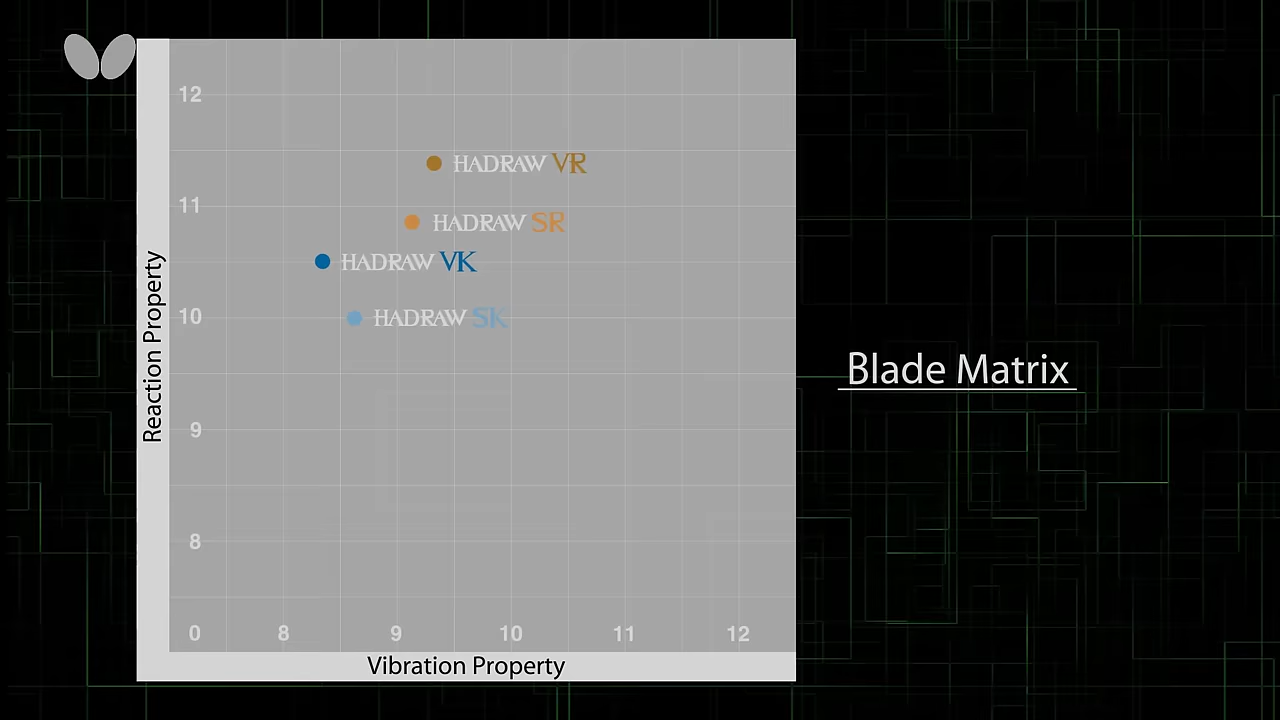 12
HADRAW VR
11
HADRAW SR
HADRAW VK
10
HADRAW SK
9
8
0 8 9 10 11 12
Reaction Property
Vibration Property
Blade Matrix